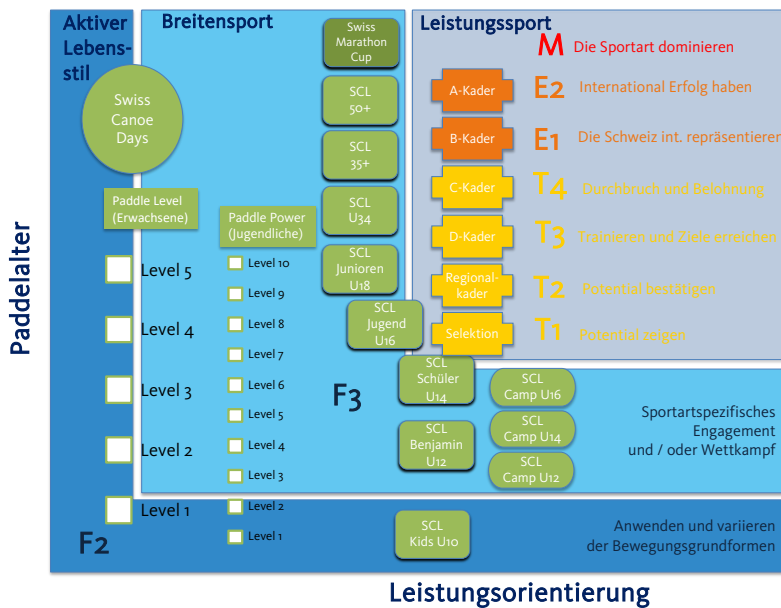 Aktiver
Lebens-
stil
Breitensport
Leistungssport
Swiss
Marathon
Cup
M Die Sportart dominieren
Swiss
Canoe
Days
SCL
50+
A-Kader
E2 International Erfolg haben
SCL
35+
B-Kader
E1 Die Schweiz int. repräsentieren
Paddle Level
(Erwachsene)
Paddle Power
(Jugendliche)
SCL
U34
C-Kader
T4 Durchbruch und Belohnung
D-Kader
T3 Trainieren und Ziele erreichen
SCL
Junioren
U18
Regional-
kader
T2 Potential bestätigen
SCL
Jugend
U16
Selektion
T1 Potential zeigen
Level 5
Level 4
Level 3
Level 2
Level 1
Level 10
Level 9
Level 8
Level 7
Level 6
Level 5
Level 4
Level 3
Level 2
Level 1
F3
SCL
Schüler
U14
SCL
Camp U16
SCL
Benjamin
U12
SCL
Camp U14
SCL
Camp U12
Sportartspezifisches
Engagement
und / oder Wettkampf
F2
SCL
Kids U10
Anwenden und variieren
der Bewegungsgrundformen
Paddelalter
Leistungsorientierung